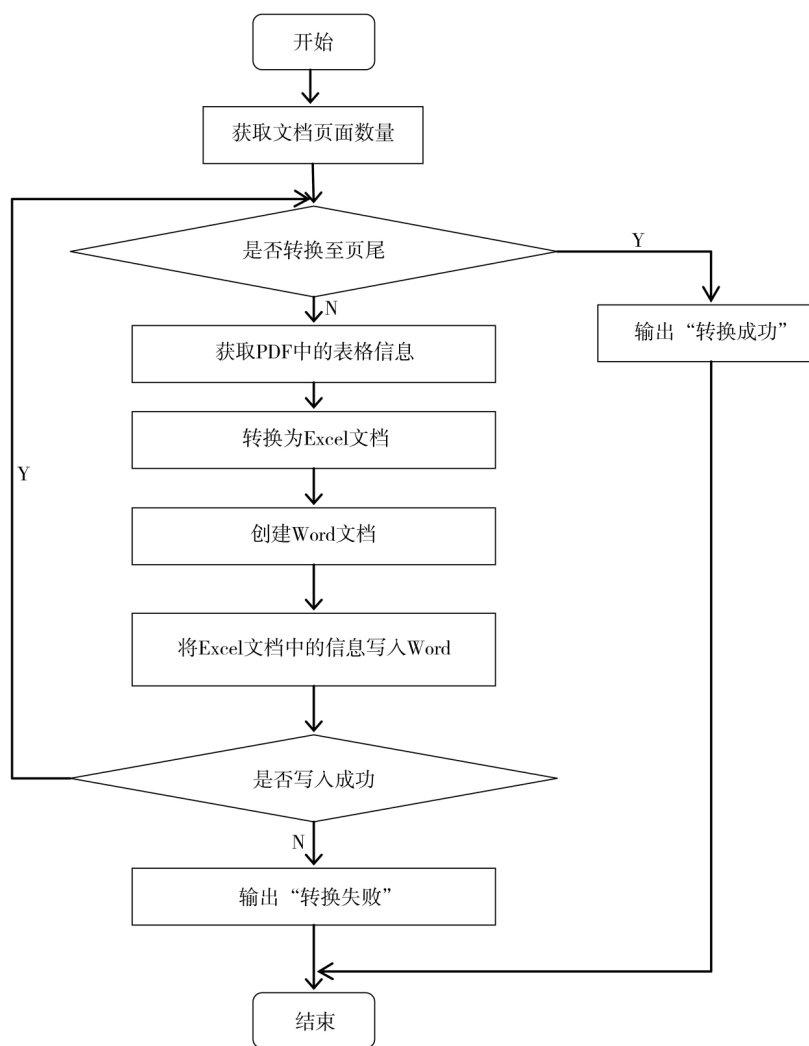 开始
获取文档页面数量
是否转换至页尾
Y
N
输出“转换成功”
获取PDF中的表格信息
转换为Excel文档
Y
创建Word文档
将Excel文档中的信息写入Word
是否写入成功
N
输出“转换失败”
结束